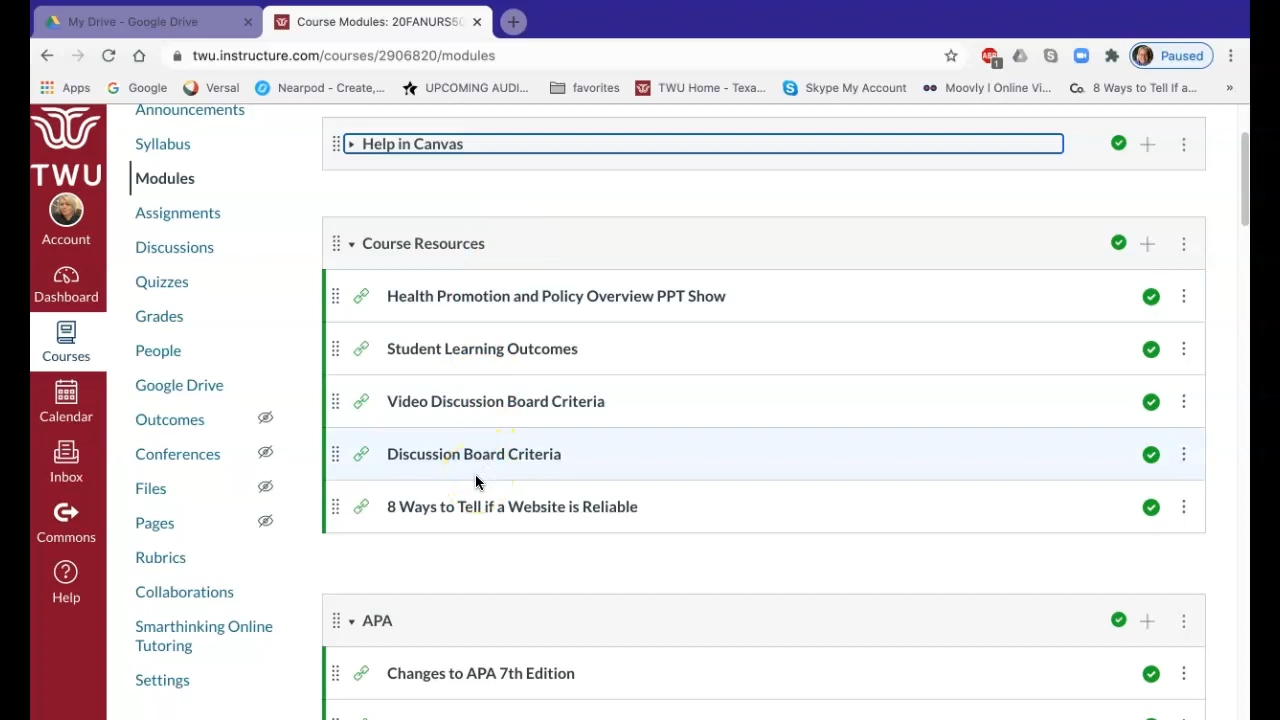 My Drive - Google Drive
Course Modules: 20FANURS50
twu.instructure.com/courses/2906820/modules
1
Paused
Apps
Google
Versal
Nearpod - Create,...
UPCOMING AUDI...
favorites
TWU Home - Texa...
Skype My Account
Moovly I Online Vi...
Co.
8 Ways to Tell If a...
»
TWU
Account
Dashboard
Courses
Calendar
Inbox
Commons
Help
Announcements
Syllabus
Modules
Assignments
Discussions
Quizzes
Grades
People
Google Drive
Outcomes
Conferences
Files
Pages
Rubrics
Collaborations
Smarthinking Online
Tutoring
Settings
Help in Canvas
Course Resources
Health Promotion and Policy Overview PPT Show
Student Learning Outcomes
Video Discussion Board Criteria
Discussion Board Criteria
8 Ways to Tell if a Website is Reliable
APA
Changes to APA 7th Edition